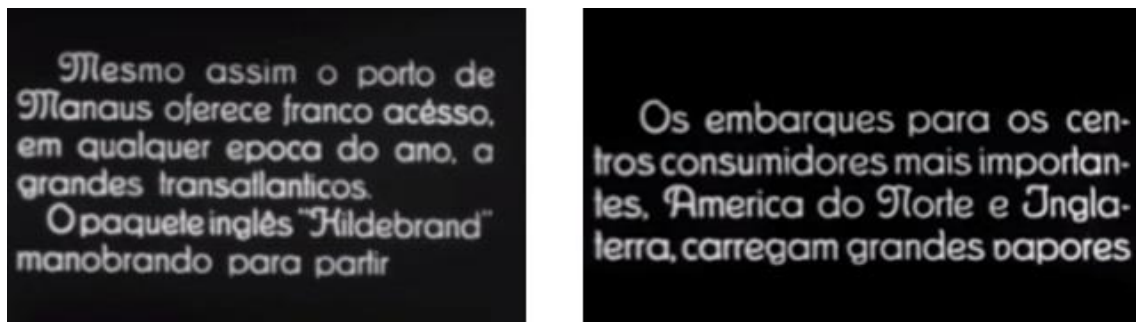 Mesmo assim o porto de
Manaus oferece franco acésso,
em qualquer epoca do ano, a
grandes transatlanticos.
O paquete inglês "Hildebrand"
manobrando para partir
Os embarques para os cen-
tros consumidores mais importan-
tes, America do Norte e Ingla-
terra, carregam grandes vapores